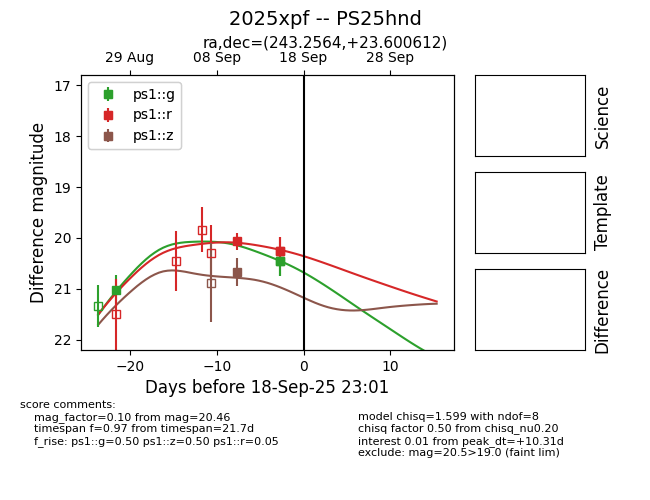 2025xpf -- PS25hnd
ra,dec=(243.2564,+23.600612)
29 Aug 08 Sep 18 Sep 28 Sep
ps1::g
ps1::r
ps1::z
17
18
19
20
21
22
Difference magnitude
−20 −10 0 10
Days before 18-Sep-25 23:01
Science
Template
Difference
score comments:
mag_factor=0.10 from mag=20.46
timespan f=0.97 from timespan=21.7d
f_rise: ps1::g=0.50 ps1::z=0.50 ps1::r=0.05
model chisq=1.599 with ndof=8
chisq factor 0.50 from chisq_nu0.20
interest 0.01 from peak_dt=+10.31d
exclude: mag=20.5>19.0 (faint lim)